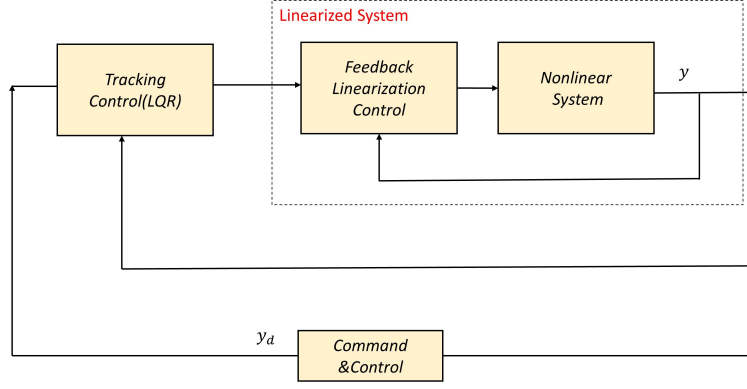 Linearized System
Tracking
Control(LQR)
Feedback
Linearization
Control
Nonlinear
System
y
y_d
Command
&Control